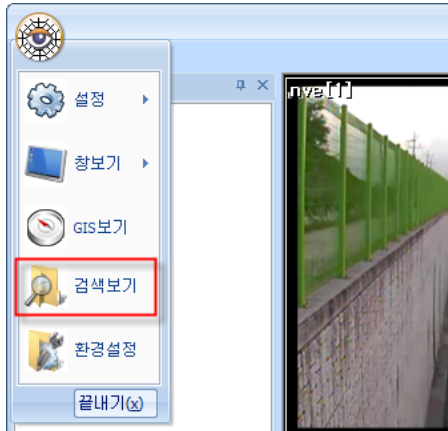 nve[1]
설정
창보기
GIS보기
검색보기
환경설정
끝내기(x)